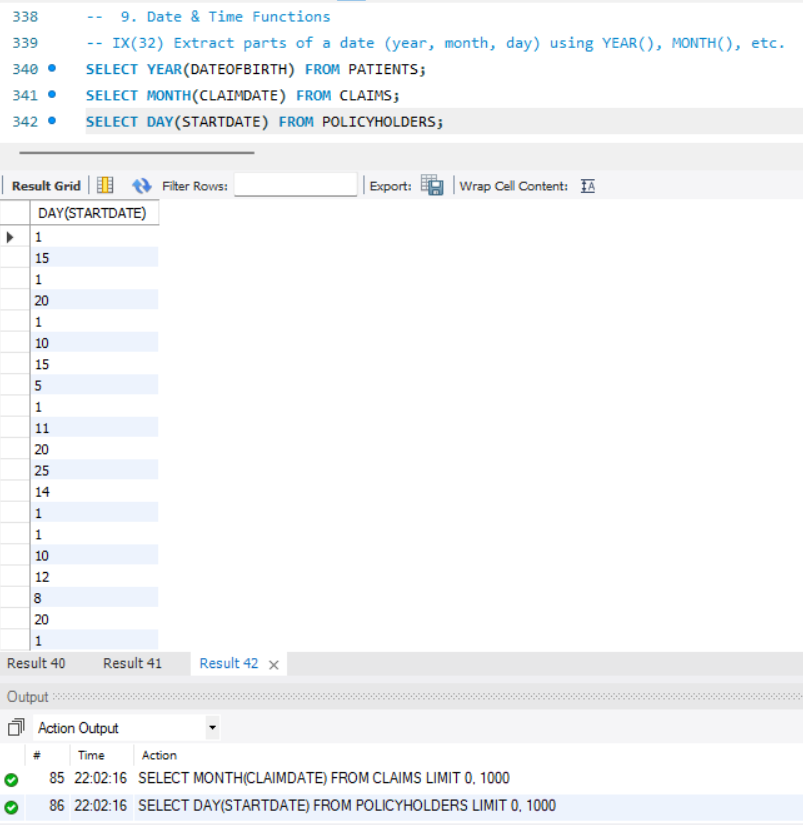 338 -- 9. Date & Time Functions
339 -- IX(32) Extract parts of a date (year, month, day) using YEAR(), MONTH(), etc.
340 SELECT YEAR(DATEOFBIRTH) FROM PATIENTS;
341 SELECT MONTH(CLAIMDATE) FROM CLAIMS;
342 SELECT DAY(STARTDATE) FROM POLICYHOLDERS;
Result Grid Filter Rows: Export: Wrap Cell Content: IA
DAY(STARTDATE)
1
15
1
20
1
10
15
5
1
11
20
25
14
1
1
10
12
8
20
1
Result 40 Result 41 Result 42 ×
Output
Action Output
# Time Action
85 22:02:16 SELECT MONTH(CLAIMDATE) FROM CLAIMS LIMIT 0, 1000
86 22:02:16 SELECT DAY(STARTDATE) FROM POLICYHOLDERS LIMIT 0, 1000